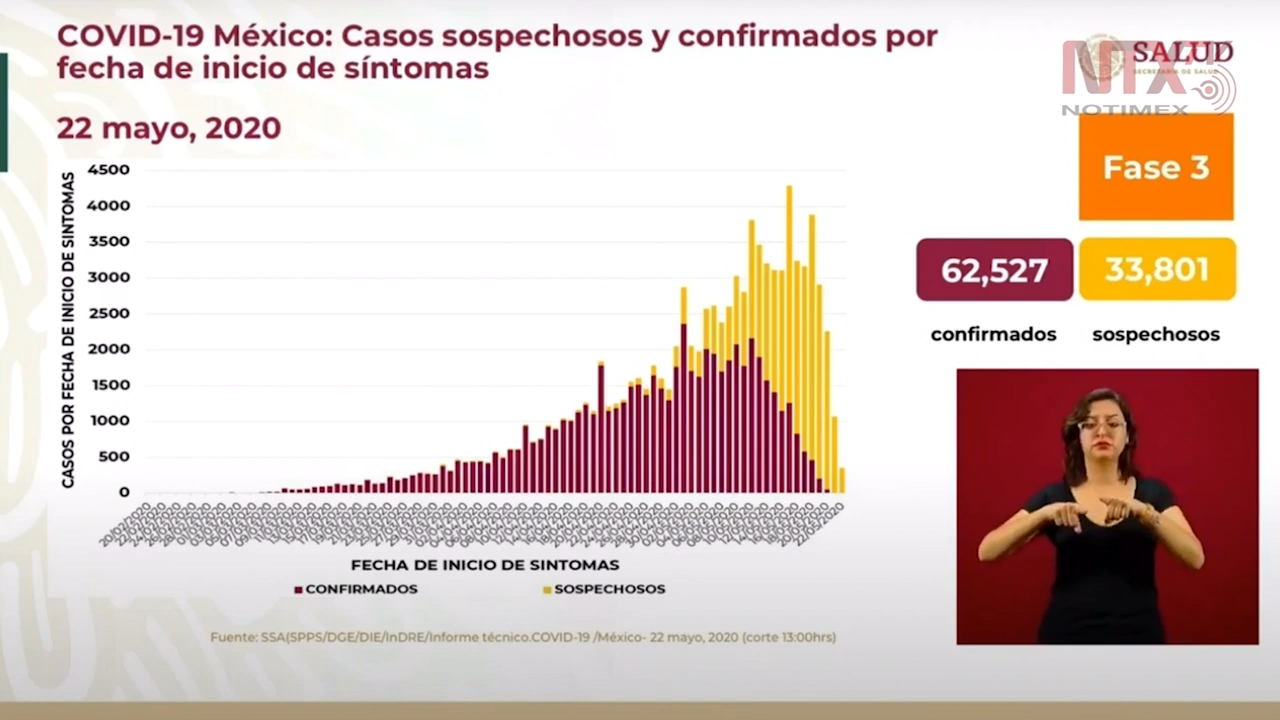 COVID-19 México: Casos sospechosos y confirmados por
fecha de inicio de síntomas
22 mayo, 2020
SALUD
SECRETARÍA DE SALUD
NTX
NOTIMEX
Fase 3
62,527
33,801
confirmados
sospechosos
CASOS POR FECHA DE INICIO DE SINTOMAS
4500
4000
3500
3000
2500
2000
1500
1000
500
0
FECHA DE INICIO DE SINTOMAS
CONFIRMADOS
SOSPECHOSOS
Fuente: SSA(SPPS/DGE/DIE/InDRE/Informe técnico.COVID-19 /México- 22 mayo, 2020 (corte 13:00hrs)